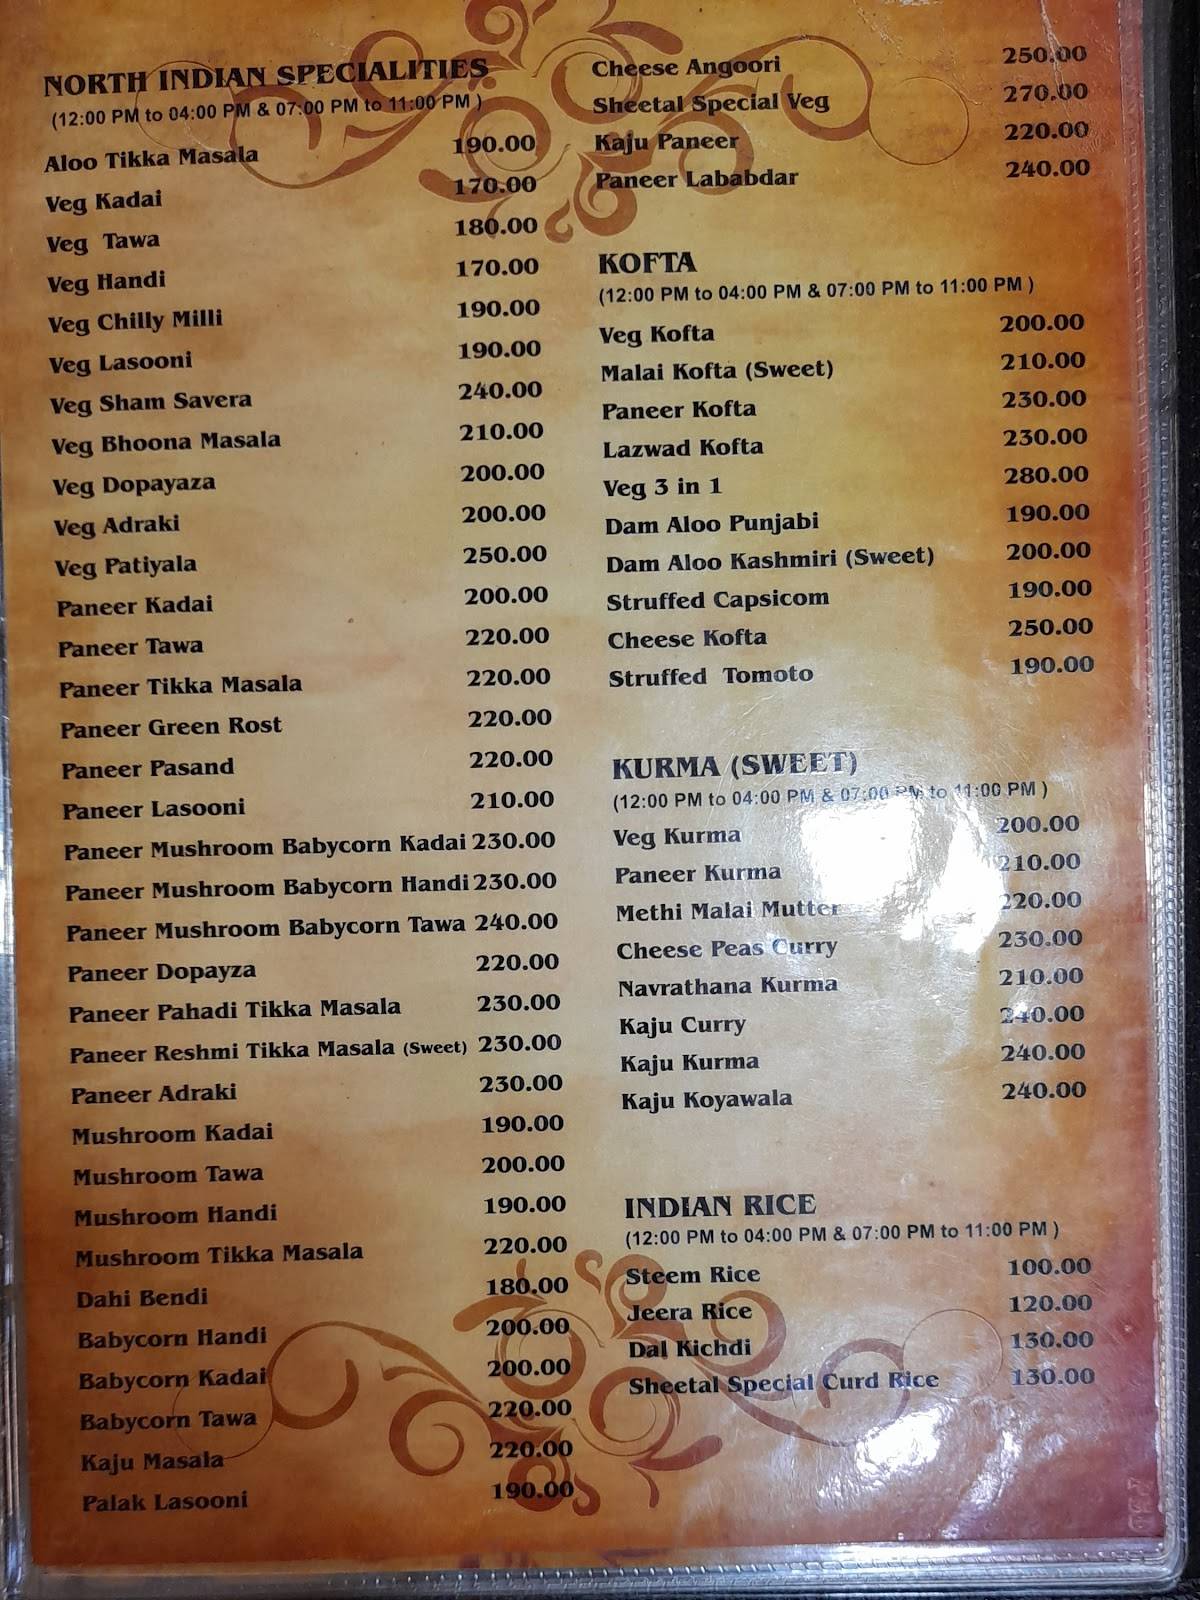 NORTH INDIAN SPECIALITIES
(12:00 PM to 04:00 PM & 07:00 PM to 11:00 PM )
Aloo Tikka Masala 190.00
Veg Kadai 170.00
Veg Tawa 180.00
Veg Handi 170.00
Veg Chilly Milli 190.00
Veg Lasooni 190.00
Veg Sham Savera 240.00
Veg Bhoona Masala 210.00
Veg Dopayaza 200.00
Veg Adraki 200.00
Veg Patiyala 250.00
Paneer Kadai 200.00
Paneer Tawa 220.00
Paneer Tikka Masala 220.00
Paneer Green Rost 220.00
Paneer Pasand 220.00
Paneer Lasooni 210.00
Paneer Mushroom Babycorn Kadai 230.00
Paneer Mushroom Babycorn Handi 230.00
Paneer Mushroom Babycorn Tawa 240.00
Paneer Dopayza 220.00
Paneer Pahadi Tikka Masala 230.00
Paneer Reshmi Tikka Masala (Sweet) 230.00
Paneer Adraki 230.00
Mushroom Kadai 190.00
Mushroom Tawa 200.00
Mushroom Handi 190.00
Mushroom Tikka Masala 220.00
Dahi Bendi 180.00
Babycorn Handi 200.00
Babycorn Kadai 200.00
Babycorn Tawa 220.00
Kaju Masala 220.00
Palak Lasooni 190.00
Cheese Angoori 250.00
Sheetal Special Veg 270.00
Kaju Paneer 220.00
Paneer Lababdar 240.00
KOFTA
(12:00 PM to 04:00 PM & 07:00 PM to 11:00 PM )
Veg Kofta 200.00
Malai Kofta (Sweet) 210.00
Paneer Kofta 230.00
Lazwad Kofta 230.00
Veg 3 in 1 280.00
Dam Aloo Punjabi 190.00
Dam Aloo Kashmiri (Sweet) 200.00
Struffed Capsicom 190.00
Cheese Kofta 250.00
Struffed Tomoto 190.00
KURMA (SWEET)
(12:00 PM to 04:00 PM & 07:00 PM to 11:00 PM )
Veg Kurma 200.00
Paneer Kurma 210.00
Methi Malai Mutter 220.00
Cheese Peas Curry 230.00
Navrathana Kurma 210.00
Kaju Curry 240.00
Kaju Kurma 240.00
Kaju Koyawala 240.00
INDIAN RICE
(12:00 PM to 04:00 PM & 07:00 PM to 11:00 PM )
Steem Rice 100.00
Jeera Rice 120.00
Dal Kichdi 130.00
Sheetal Special Curd Rice 130.00